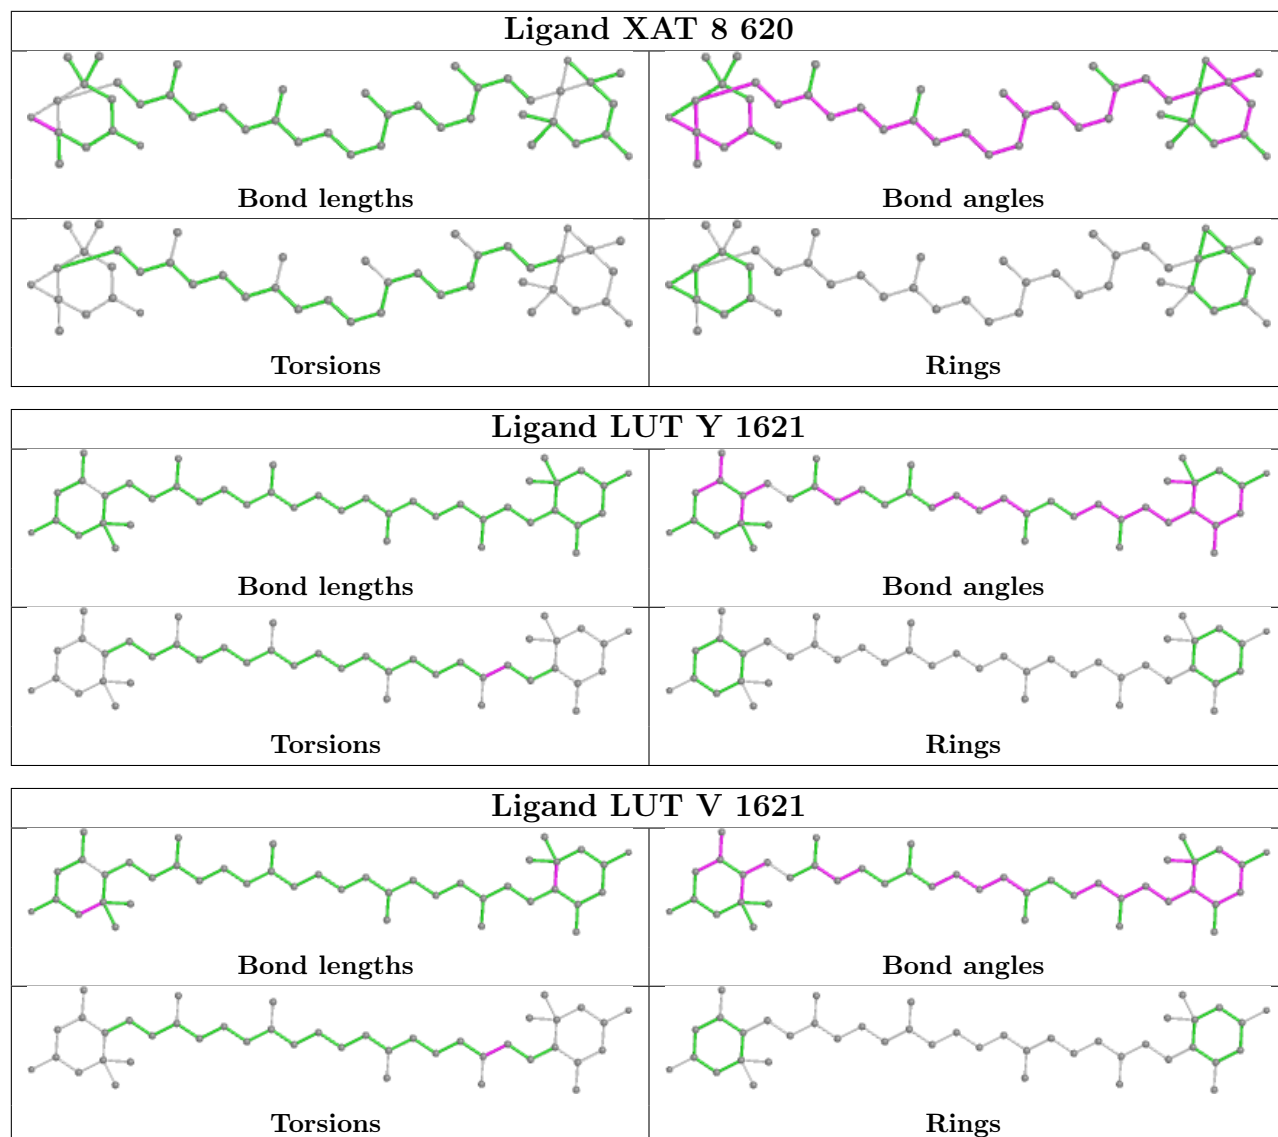 Ligand XAT 8 620
Bond lengths
Bond angles
Torsions
Rings
Ligand LUT Y 1621
Bond lengths
Bond angles
Torsions
Rings
Ligand LUT V 1621
Bond lengths
Bond angles
Torsions
Rings